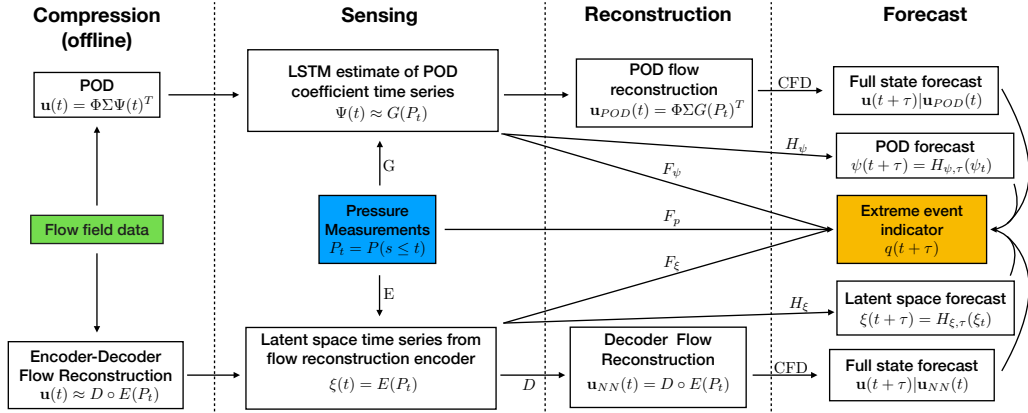 Compression
(offline)
Sensing
Reconstruction
Forecast
POD
u(t) = ΦΣΨ(t)^T
LSTM estimate of POD
coefficient time series
Ψ(t) ≈ G(P_t)
POD flow
reconstruction
u_POD(t) = ΦΣG(P_t)^T
CFD
Full state forecast
u(t + τ)|u_POD(t)
H_ψ
POD forecast
ψ(t + τ) = H_ψ,τ(ψ_t)
G
F_ψ
Flow field data
Pressure
Measurements
P_t = P(s ≤ t)
F_p
Extreme event
indicator
q(t + τ)
F_ξ
E
H_ξ
Latent space forecast
ξ(t + τ) = H_ξ,τ(ξ_t)
Encoder-Decoder
Flow Reconstruction
u(t) ≈ D ∘ E(P_t)
Latent space time series from
flow reconstruction encoder
ξ(t) = E(P_t)
D
Decoder Flow
Reconstruction
u_NN(t) = D ∘ E(P_t)
CFD
Full state forecast
u(t + τ)|u_NN(t)